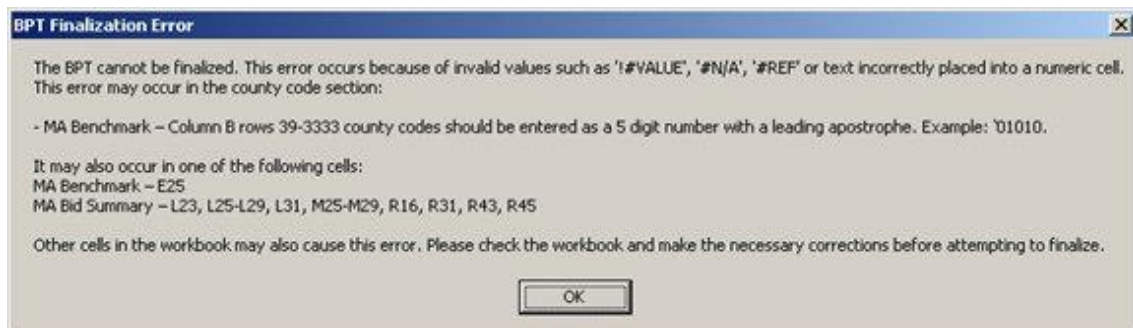 BPT Finalization Error
The BPT cannot be finalized. This error occurs because of invalid values such as '!#VALUE', '#N/A', '#REF' or text incorrectly placed into a numeric cell.
This error may occur in the county code section:
- MA Benchmark – Column B rows 39-3333 county codes should be entered as a 5 digit number with a leading apostrophe. Example: '01010.
It may also occur in one of the following cells:
MA Benchmark – E25
MA Bid Summary – L23, L25-L29, L31, M25-M29, R16, R31, R43, R45
Other cells in the workbook may also cause this error. Please check the workbook and make the necessary corrections before attempting to finalize.
OK